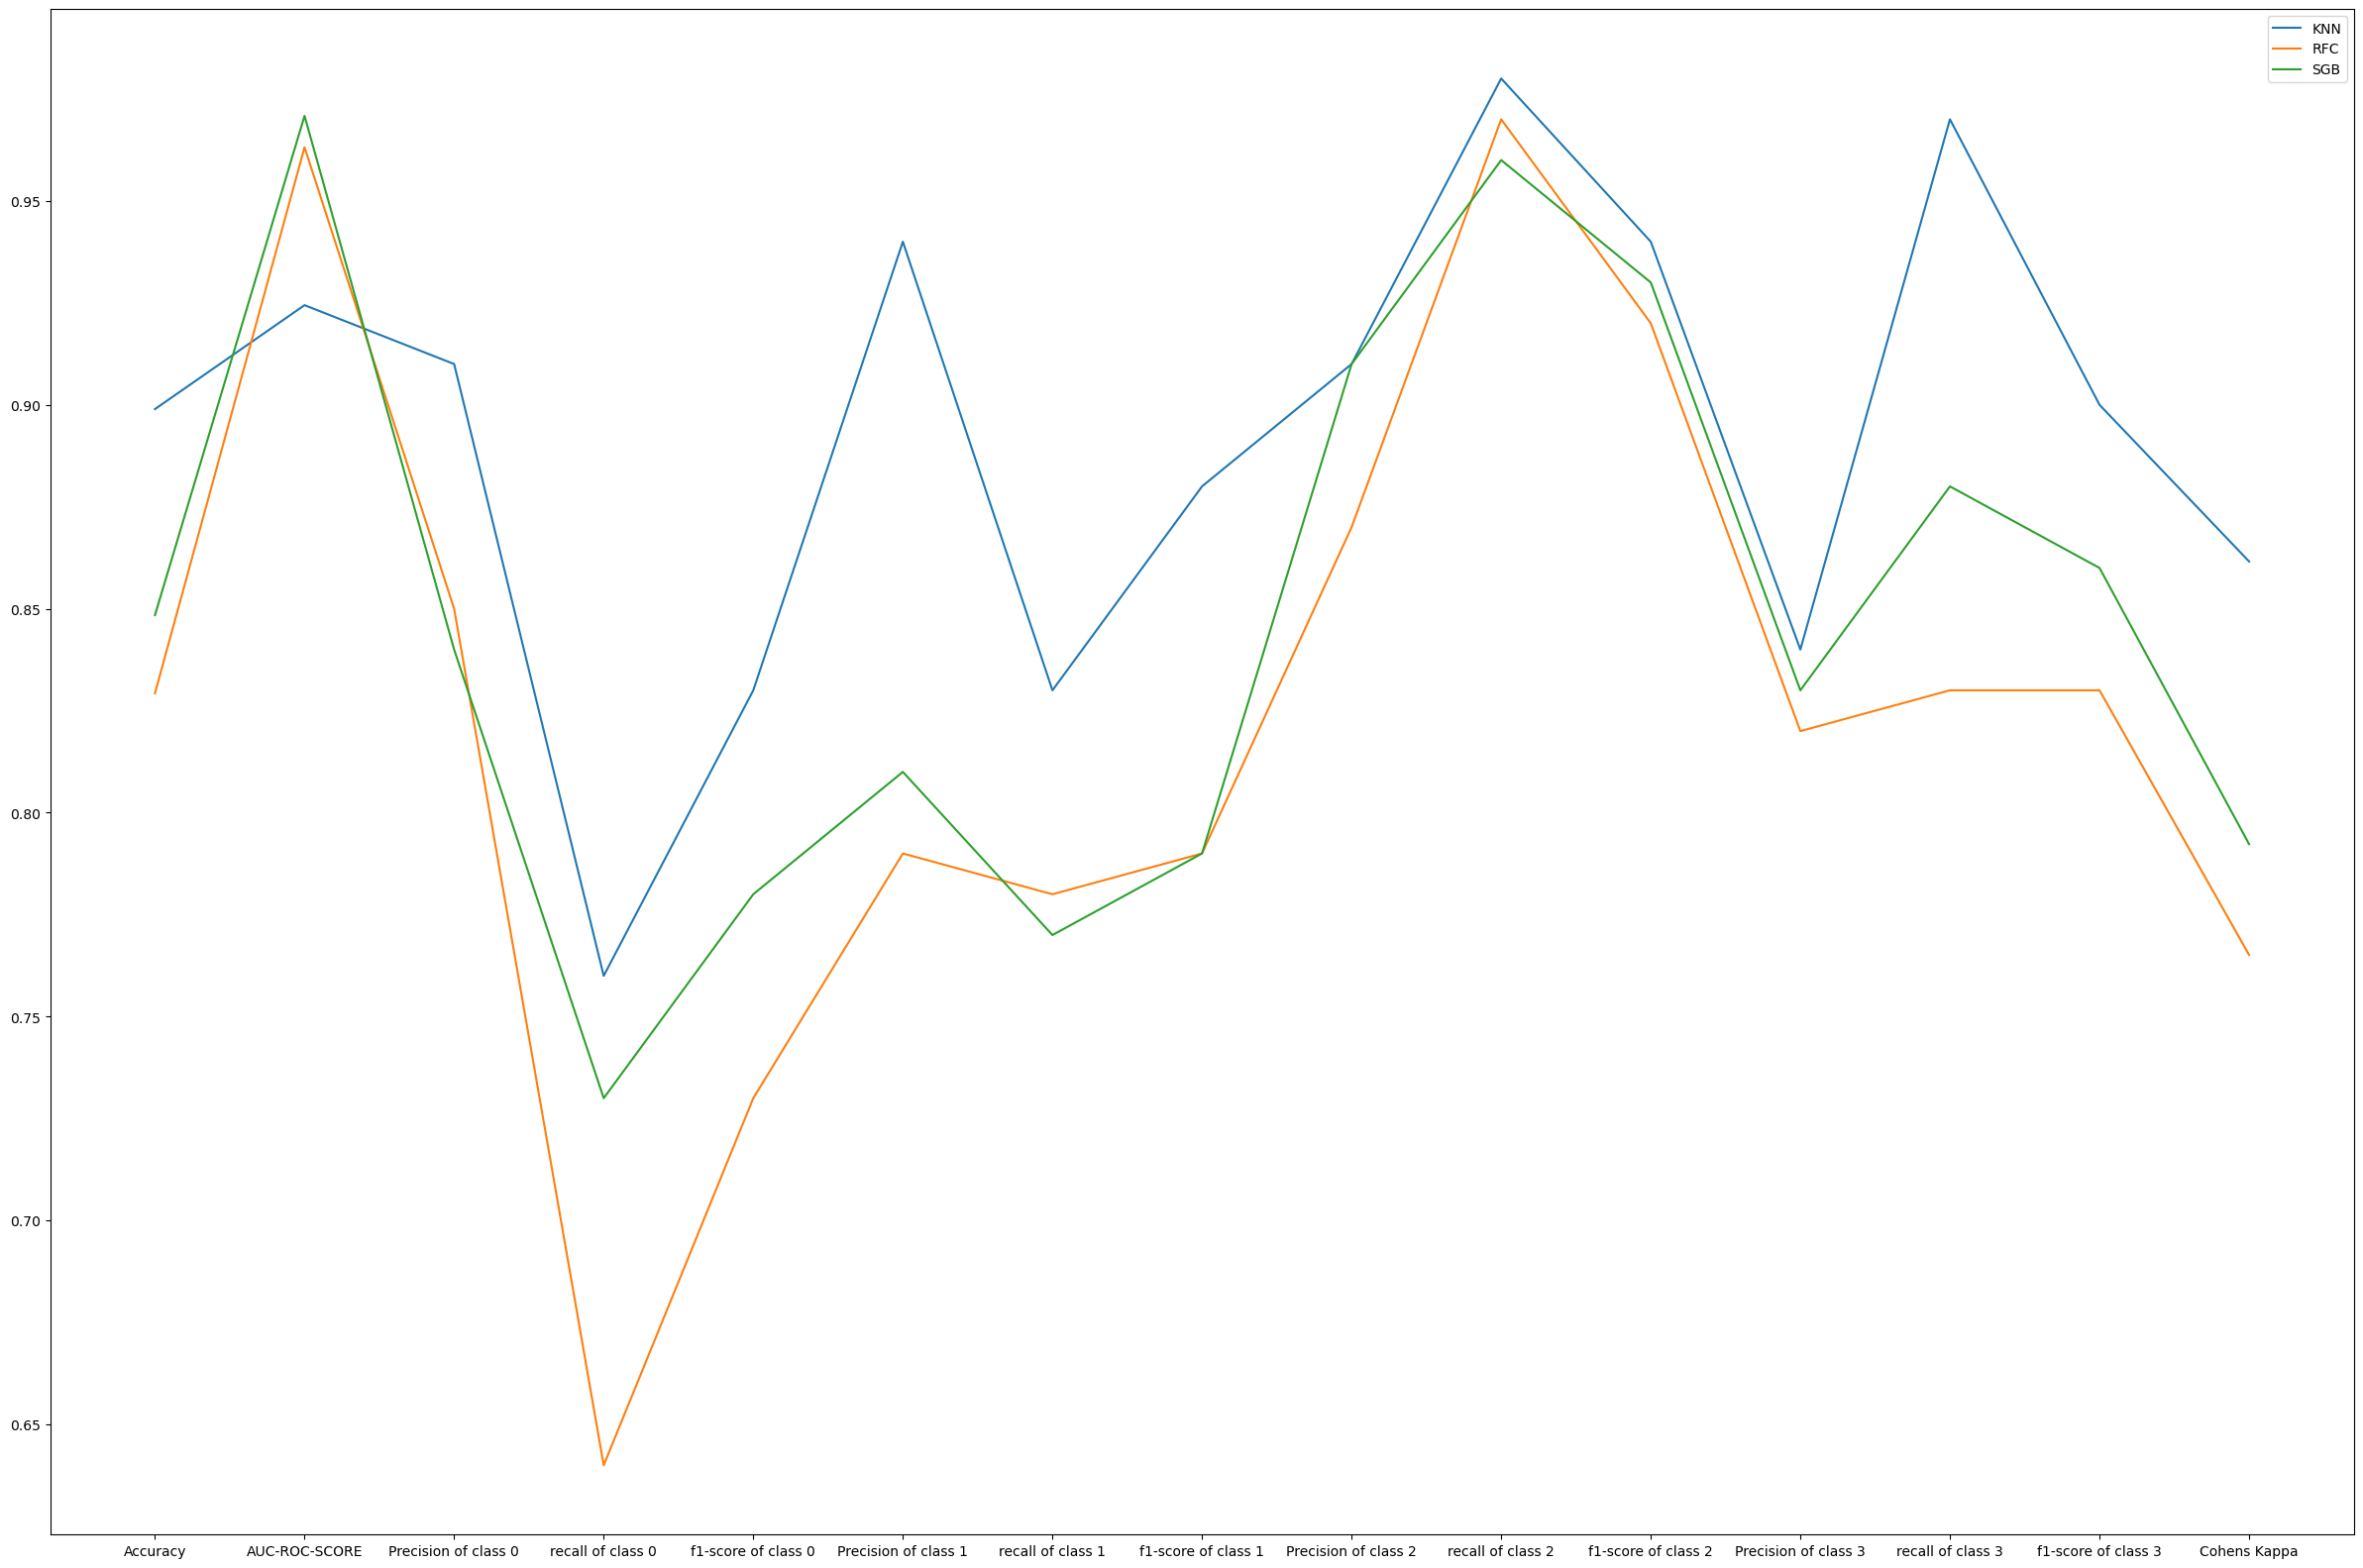 KNN
RFC
SGB
0.95
0.90
0.85
0.80
0.75
0.70
0.65
Accuracy AUC-ROC-SCORE Precision of class 0 recall of class 0 f1-score of class 0 Precision of class 1 recall of class 1 f1-score of class 1 Precision of class 2 recall of class 2 f1-score of class 2 Precision of class 3 recall of class 3 f1-score of class 3 Cohens Kappa